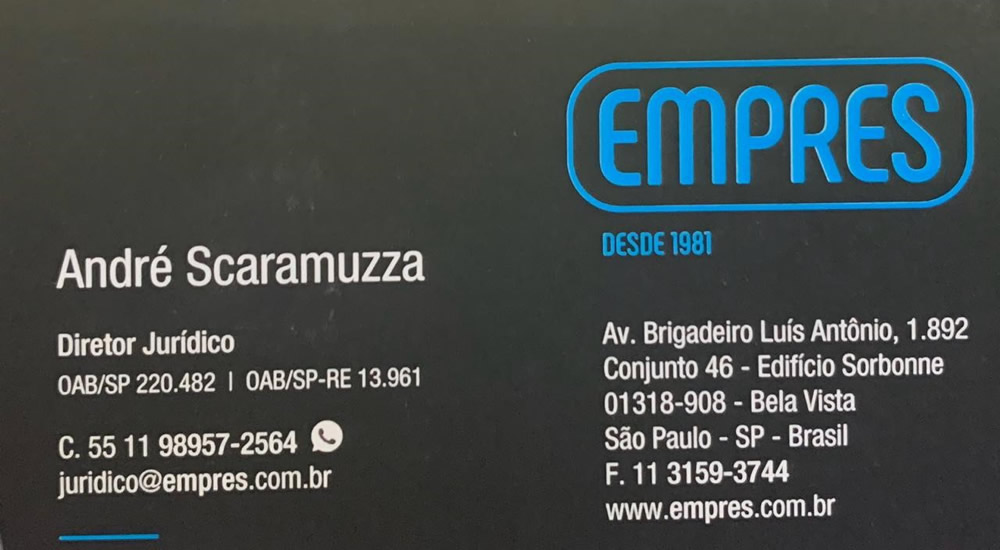 EMPRES
DESDE 1981
André Scaramuzza
Diretor Jurídico
OAB/SP 220.482 | OAB/SP-RE 13.961
C. 55 11 98957-2564
juridico@empres.com.br
Av. Brigadeiro Luís Antônio, 1.892
Conjunto 46 - Edifício Sorbonne
01318-908 - Bela Vista
São Paulo - SP - Brasil
F. 11 3159-3744
www.empres.com.br